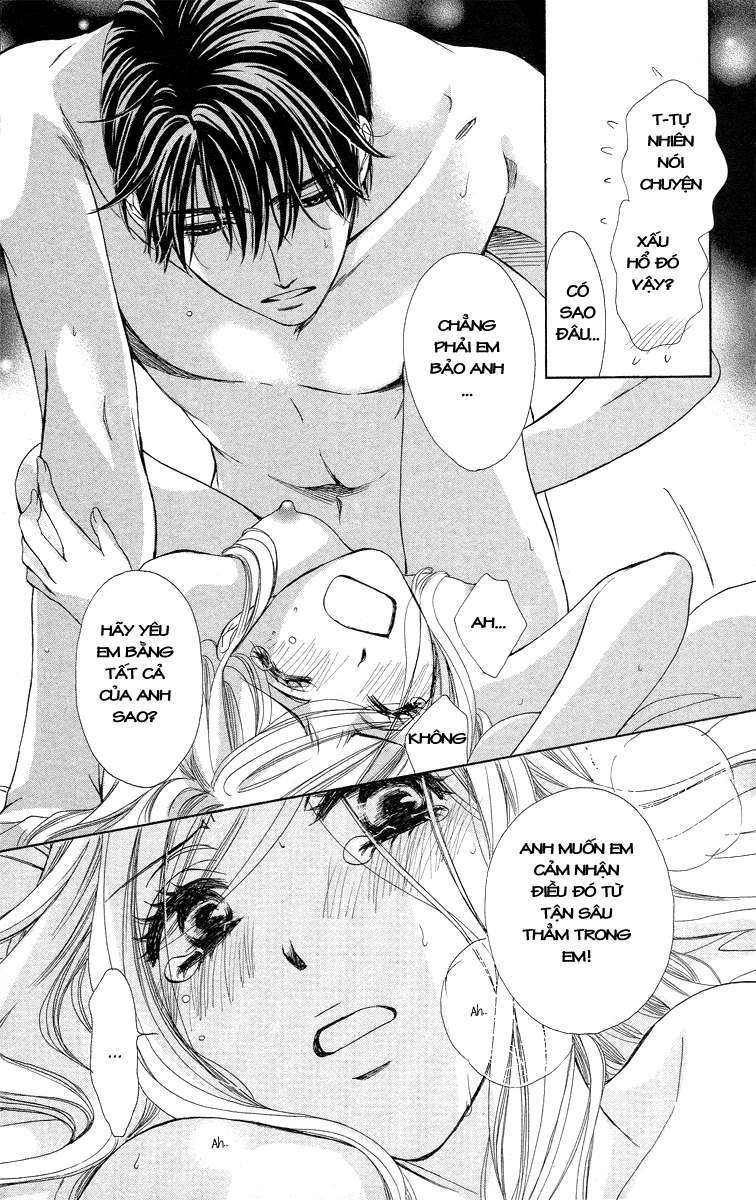 T-TỰ
NHIÊN
NÓI
CHUYỆN
XẤU
HỔ ĐÓ
VẬY?
CÓ
SAO
ĐÂU...
CHẲNG
PHẢI EM
BẢO ANH
...
AH...
HÃY YÊU
EM BẰNG
TẤT CẢ
CỦA ANH
SAO?
KHÔNG
ANH MUỐN EM
CẢM NHẬN
ĐIỀU ĐÓ TỪ
TẬN SÂU
THẲM TRONG
EM!
Ah..
...
Ah..